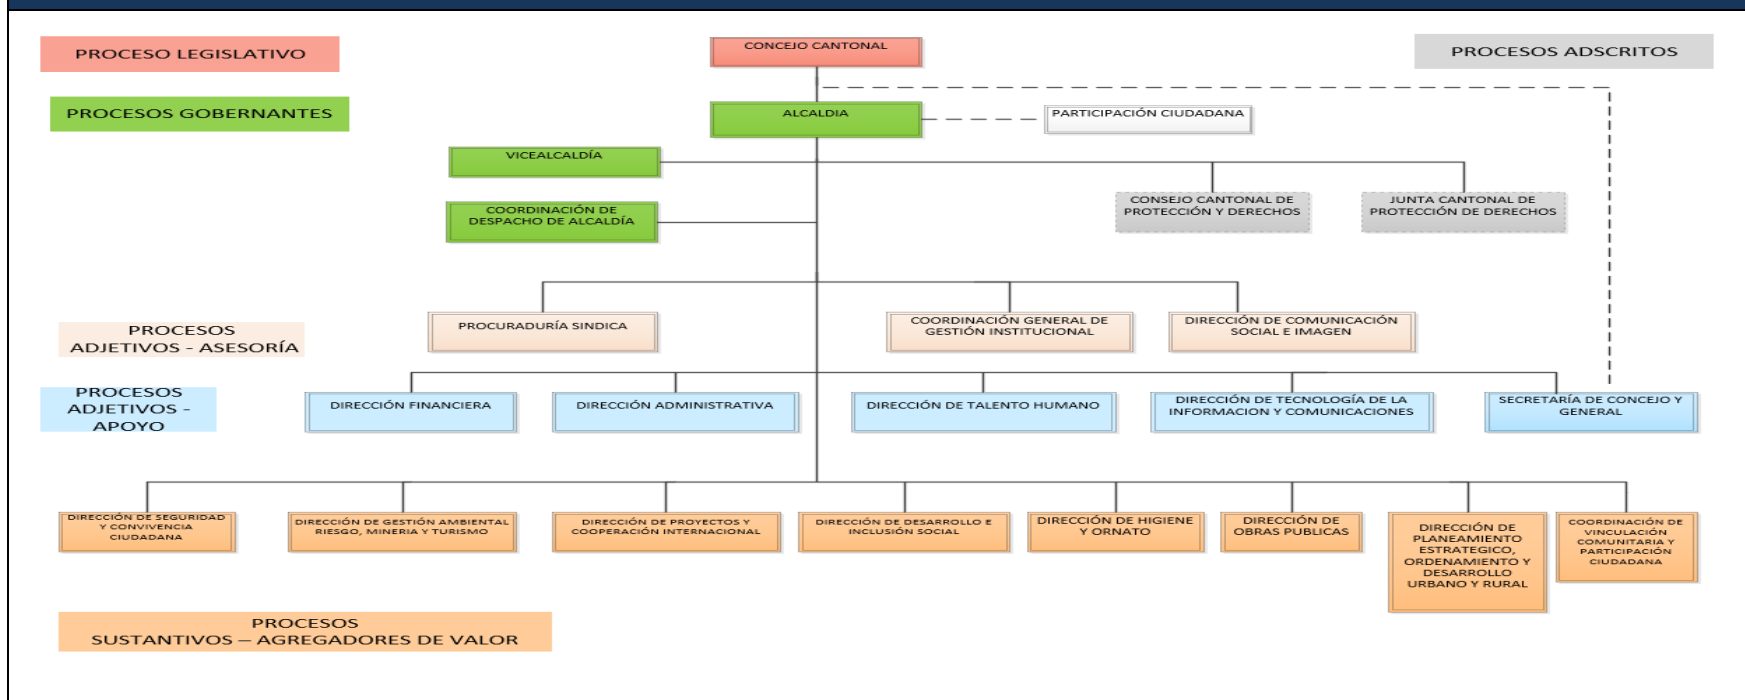 PROCESO LEGISLATIVO
CONCEJO CANTONAL
PROCESOS ADSCRITOS
PROCESOS GOBERNANTES
ALCALDIA
PARTICIPACIÓN CIUDADANA
VICEALCALDÍA
COORDINACIÓN DE
DESPACHO DE ALCALDÍA
CONSEJO CANTONAL DE
PROTECCIÓN Y DERECHOS
JUNTA CANTONAL DE
PROTECCIÓN DE DERECHOS
PROCESOS
ADJETIVOS - ASESORÍA
PROCURADURÍA SINDICA
COORDINACIÓN GENERAL DE
GESTIÓN INSTITUCIONAL
DIRECCIÓN DE COMUNICACIÓN
SOCIAL E IMAGEN
PROCESOS
ADJETIVOS -
APOYO
DIRECCIÓN FINANCIERA
DIRECCIÓN ADMINISTRATIVA
DIRECCIÓN DE TALENTO HUMANO
DIRECCIÓN DE TECNOLOGÍA DE LA
INFORMACION Y COMUNICACIONES
SECRETARÍA DE CONCEJO Y
GENERAL
DIRECCIÓN DE SEGURIDAD
Y CONVIVENCIA
CIUDADANA
DIRECCIÓN DE GESTIÓN AMBIENTAL
RIESGO, MINERIA Y TURISMO
DIRECCIÓN DE PROYECTOS Y
COOPERACIÓN INTERNACIONAL
DIRECCIÓN DE DESARROLLO E
INCLUSIÓN SOCIAL
DIRECCIÓN DE HIGIENE
Y ORNATO
DIRECCIÓN DE
OBRAS PUBLICAS
DIRECCIÓN DE
PLANEAMIENTO
ESTRATEGICO,
ORDENAMIENTO Y
DESARROLLO
URBANO Y RURAL
COORDINACIÓN DE
VINCULACIÓN
COMUNITARIA Y
PARTICIPACIÓN
CIUDADANA
PROCESOS
SUSTANTIVOS – AGREGADORES DE VALOR